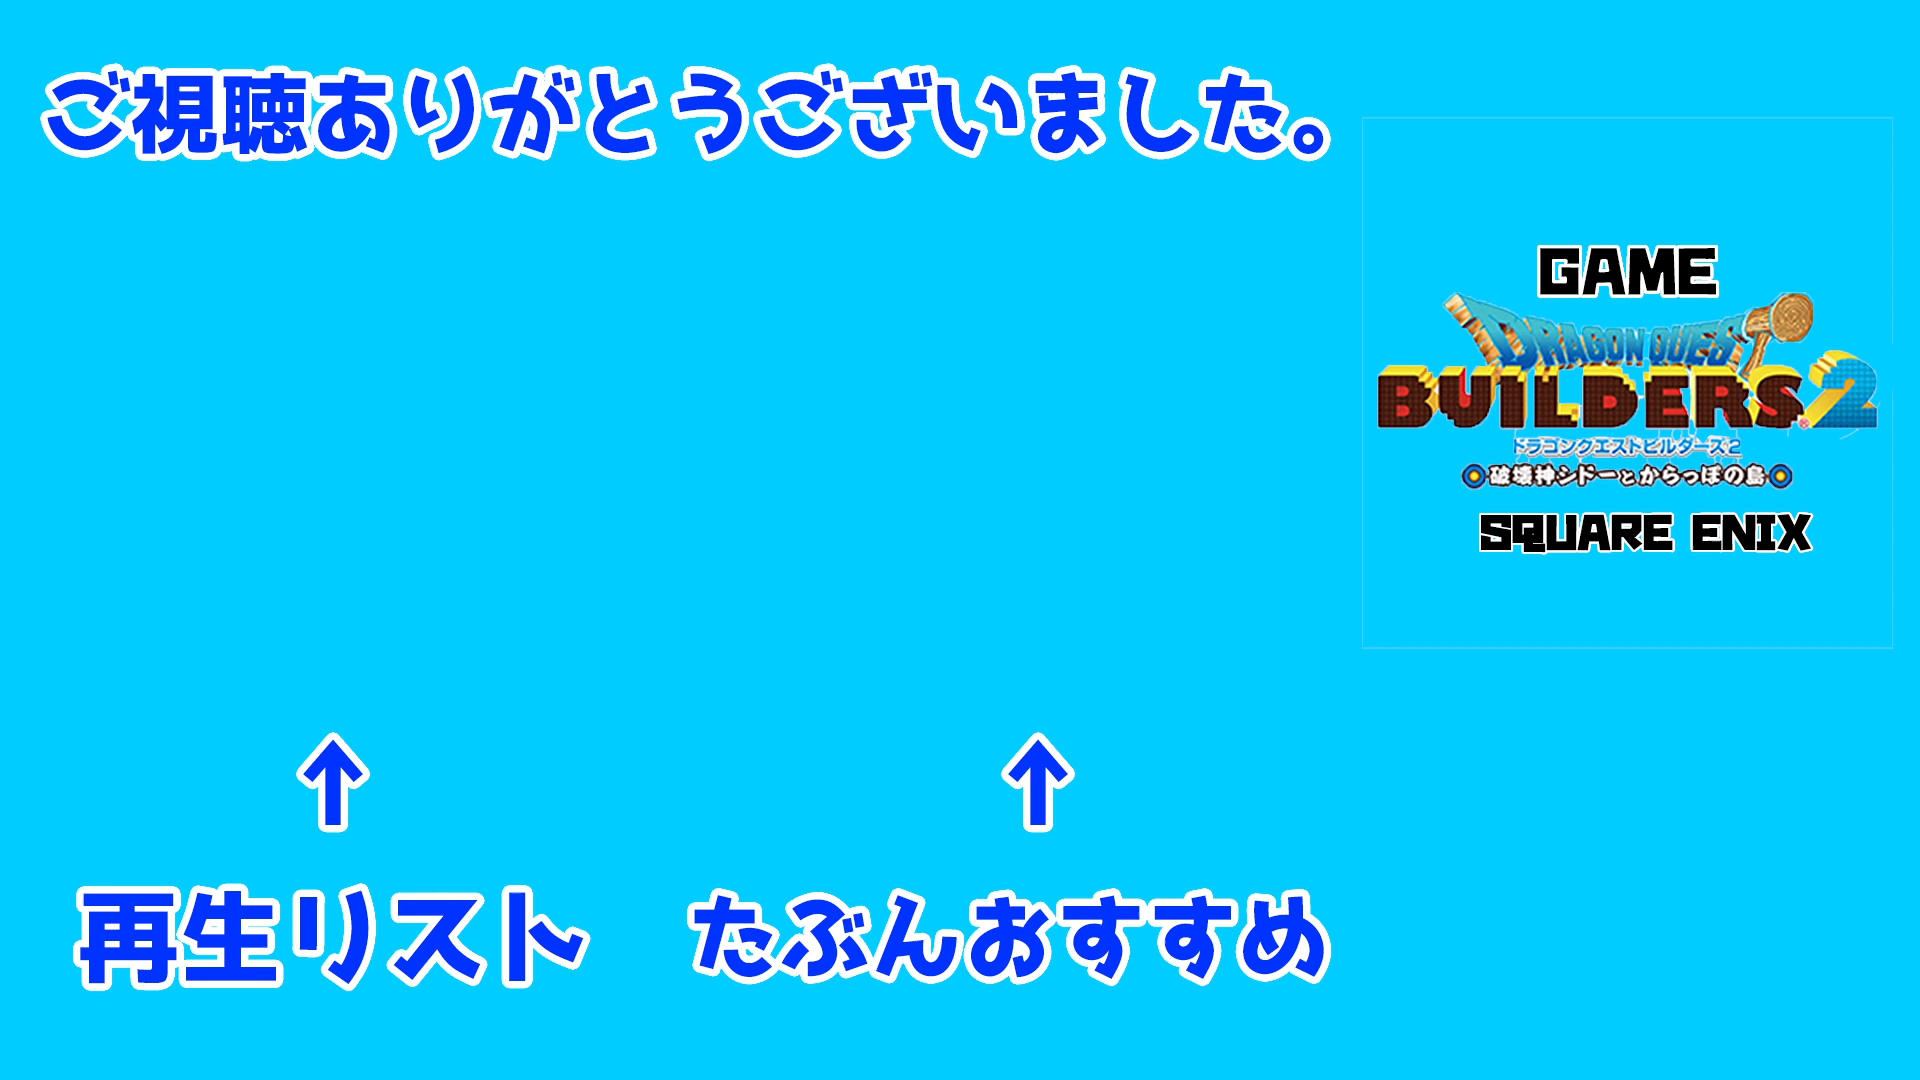 ご視聴ありがとうございました。
GAME
DRAGON QUEST
BUILDERS 2
ドラゴンクエストビルダーズ2
破壊神シドーとからっぽの島
SQUARE ENIX
↑ ↑
再生リスト たぶんおすすめ